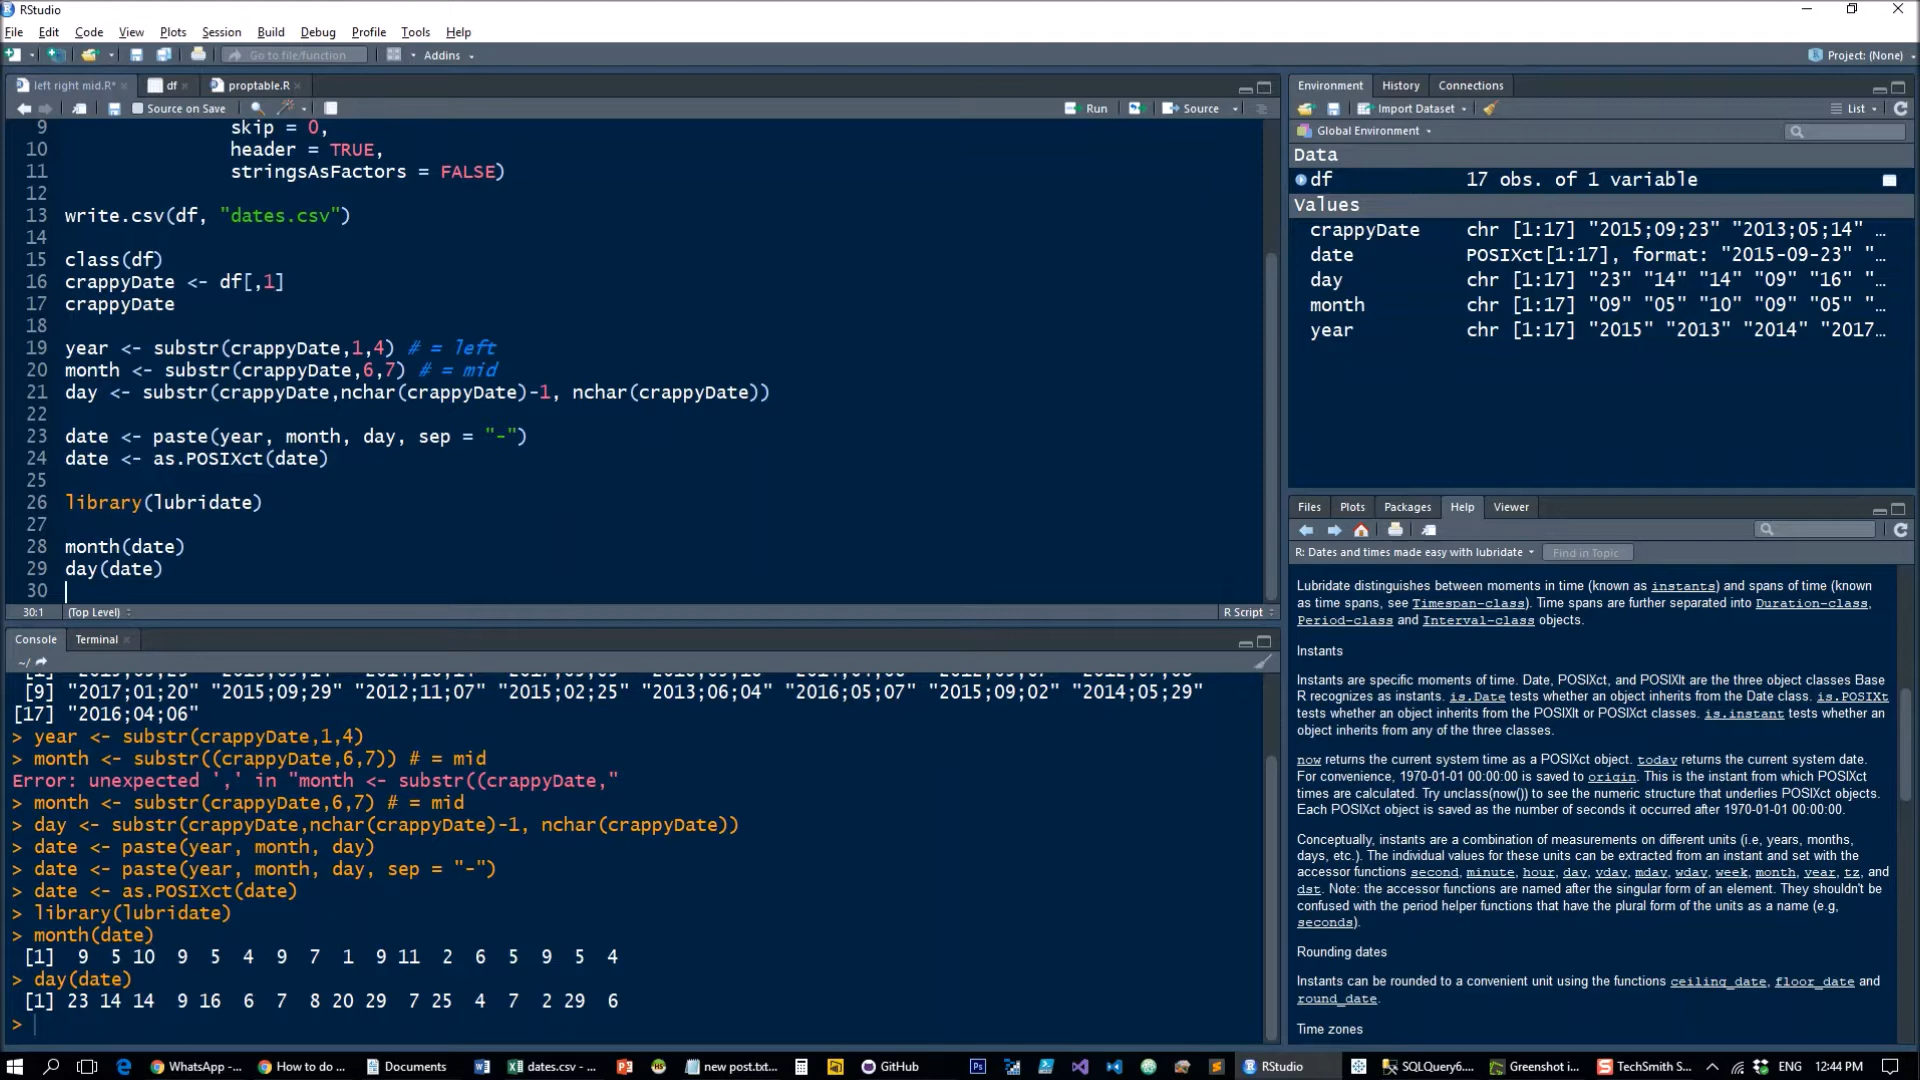 RStudio
File Edit Code View Plots Session Build Debug Profile Tools Help
Go to file/function Addins Project: (None)
left right mid.R* df proptable.R
Source on Save Run Source
9 skip = 0,
10 header = TRUE,
11 stringsAsFactors = FALSE)
12
13 write.csv(df, "dates.csv")
14
15 class(df)
16 crappyDate <- df[,1]
17 crappyDate
18
19 year <- substr(crappyDate,1,4) # = left
20 month <- substr(crappyDate,6,7) # = mid
21 day <- substr(crappyDate,nchar(crappyDate)-1, nchar(crappyDate))
22
23 date <- paste(year, month, day, sep = "-")
24 date <- as.POSIXct(date)
25
26 library(lubridate)
27
28 month(date)
29 day(date)
30
30:1 (Top Level) R Script
Console Terminal
~/
[9] "2017;01;20" "2015;09;29" "2012;11;07" "2015;02;25" "2013;06;04" "2016;05;07" "2015;09;02" "2014;05;29"
[17] "2016;04;06"
> year <- substr(crappyDate,1,4)
> month <- substr((crappyDate,6,7)) # = mid
Error: unexpected ',' in "month <- substr((crappyDate,"
> month <- substr(crappyDate,6,7) # = mid
> day <- substr(crappyDate,nchar(crappyDate)-1, nchar(crappyDate))
> date <- paste(year, month, day)
> date <- paste(year, month, day, sep = "-")
> date <- as.POSIXct(date)
> library(lubridate)
> month(date)
[1] 9 5 10 9 5 4 9 7 1 9 11 2 6 5 9 5 4
> day(date)
[1] 23 14 14 9 16 6 7 8 20 29 7 25 4 7 2 29 6
>
Environment History Connections
Import Dataset List
Global Environment
Data
df 17 obs. of 1 variable
Values
crappyDate chr [1:17] "2015;09;23" "2013;05;14" …
date POSIXct[1:17], format: "2015-09-23" "…
day chr [1:17] "23" "14" "14" "09" "16" "…
month chr [1:17] "09" "05" "10" "09" "05" "…
year chr [1:17] "2015" "2013" "2014" "2017…
Files Plots Packages Help Viewer
R: Dates and times made easy with lubridate Find in Topic
Lubridate distinguishes between moments in time (known as instants) and spans of time (known
as time spans, see Timespan-class). Time spans are further separated into Duration-class,
Period-class and Interval-class objects.
Instants
Instants are specific moments of time. Date, POSIXct, and POSIXlt are the three object classes Base
R recognizes as instants. is.Date tests whether an object inherits from the Date class. is.POSIXt
tests whether an object inherits from the POSIXlt or POSIXct classes. is.instant tests whether an
object inherits from any of the three classes.
now returns the current system time as a POSIXct object. today returns the current system date.
For convenience, 1970-01-01 00:00:00 is saved to origin. This is the instant from which POSIXct
times are calculated. Try unclass(now()) to see the numeric structure that underlies POSIXct objects.
Each POSIXct object is saved as the number of seconds it occurred after 1970-01-01 00:00:00.
Conceptually, instants are a combination of measurements on different units (i.e, years, months,
days, etc.). The individual values for these units can be extracted from an instant and set with the
accessor functions second, minute, hour, day, yday, mday, wday, week, month, year, tz, and
dst. Note: the accessor functions are named after the singular form of an element. They shouldn't be
confused with the period helper functions that have the plural form of the units as a name (e.g,
seconds).
Rounding dates
Instants can be rounded to a convenient unit using the functions ceiling_date, floor_date and
round_date.
Time zones
WhatsApp -... How to do ... Documents dates.csv - ... new post.txt... GitHub Ps RStudio SQLQuery6.... Greenshot i... TechSmith S... ENG 12:44 PM